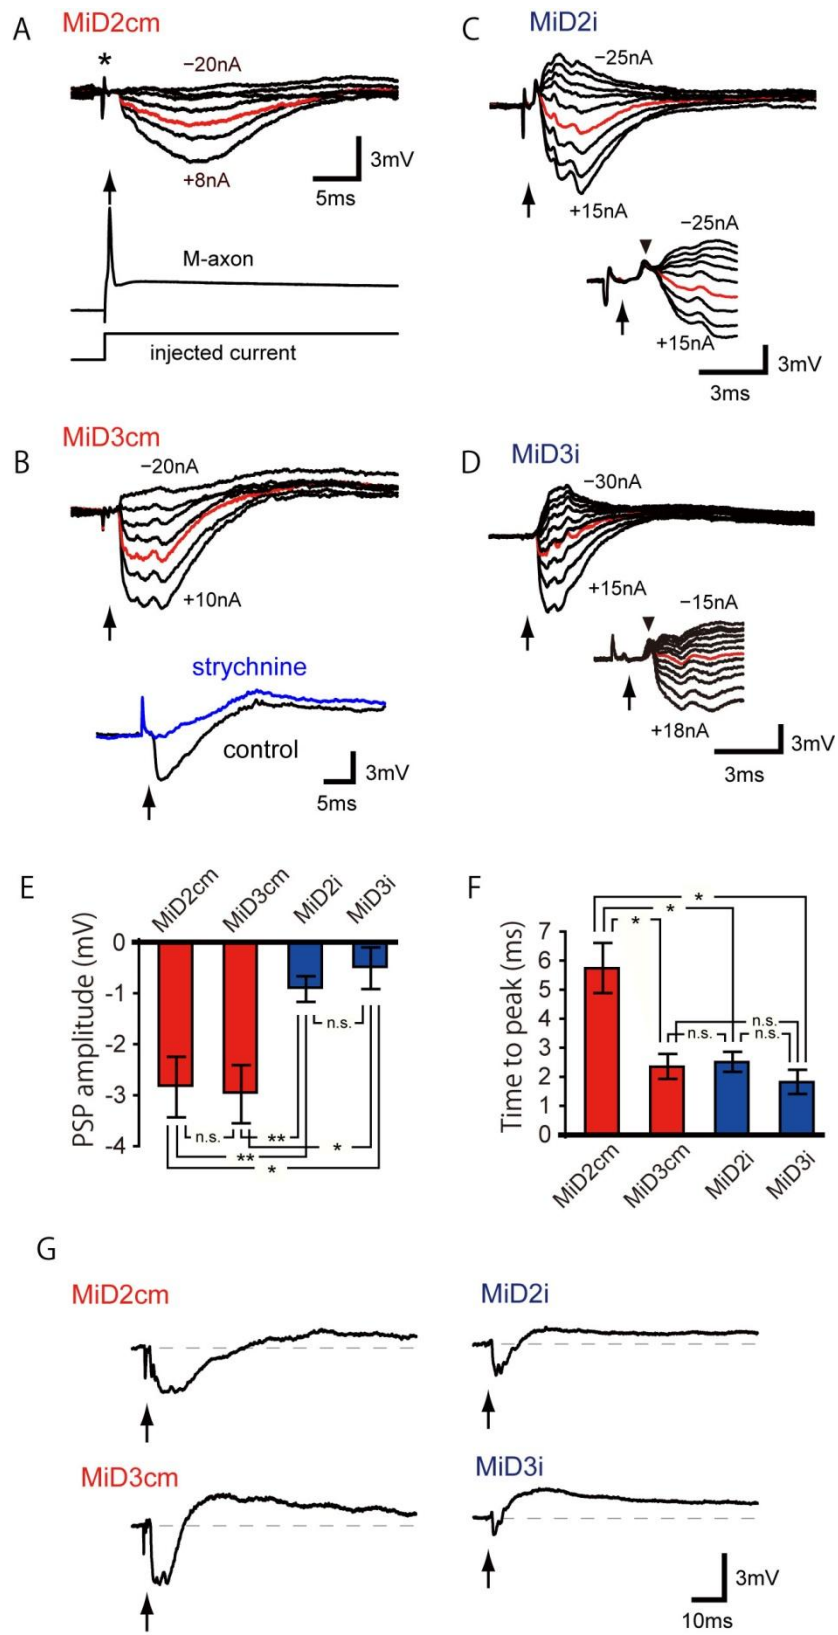 A
MiD2cm
*
−20nA
+8nA
3mV
5ms
M-axon
injected current
C
MiD2i
−25nA
+15nA
−25nA
+15nA
3mV
3ms
B
MiD3cm
−20nA
+10nA
strychnine
control
3mV
5ms
D
MiD3i
−30nA
+15nA
−15nA
+18nA
3mV
3ms
E
MiD2cm
MiD3cm
MiD2i
MiD3i
PSP amplitude (mV)
0
-1
-2
-3
-4
n.s.
n.s.
**
*
**
*
F
Time to peak (ms)
7
6
5
4
3
2
1
0
*
*
*
n.s.
n.s.
n.s.
MiD2cm
MiD3cm
MiD2i
MiD3i
G
MiD2cm
MiD2i
MiD3cm
MiD3i
3mV
10ms